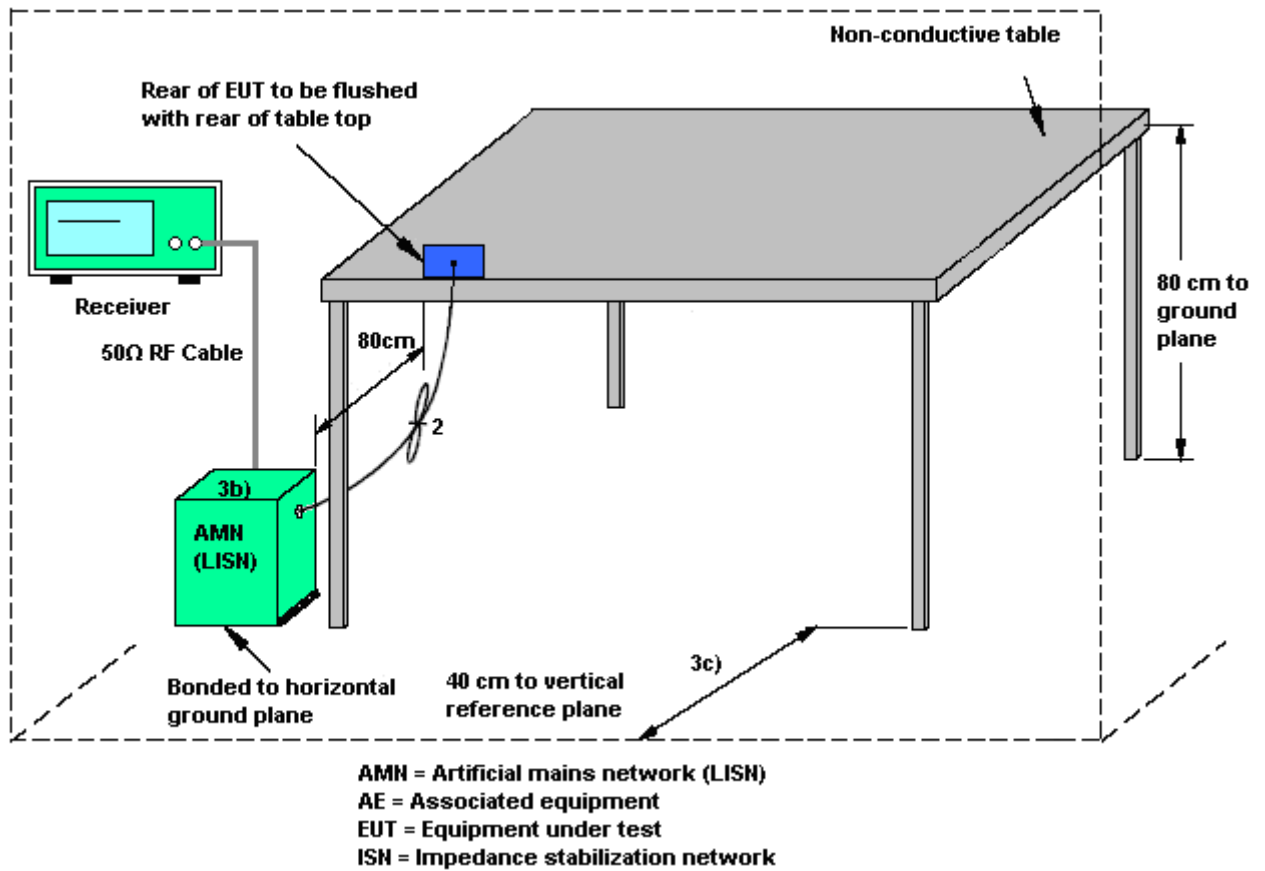 Non-conductive table
Rear of EUT to be flushed
with rear of table top
Receiver
50Ω RF Cable
80cm
80 cm to
ground
plane
2
3b)
AMN
(LISN)
3c)
Bonded to horizontal
ground plane
40 cm to vertical
reference plane
AMN = Artificial mains network (LISN)
AE = Associated equipment
EUT = Equipment under test
ISN = Impedance stabilization network